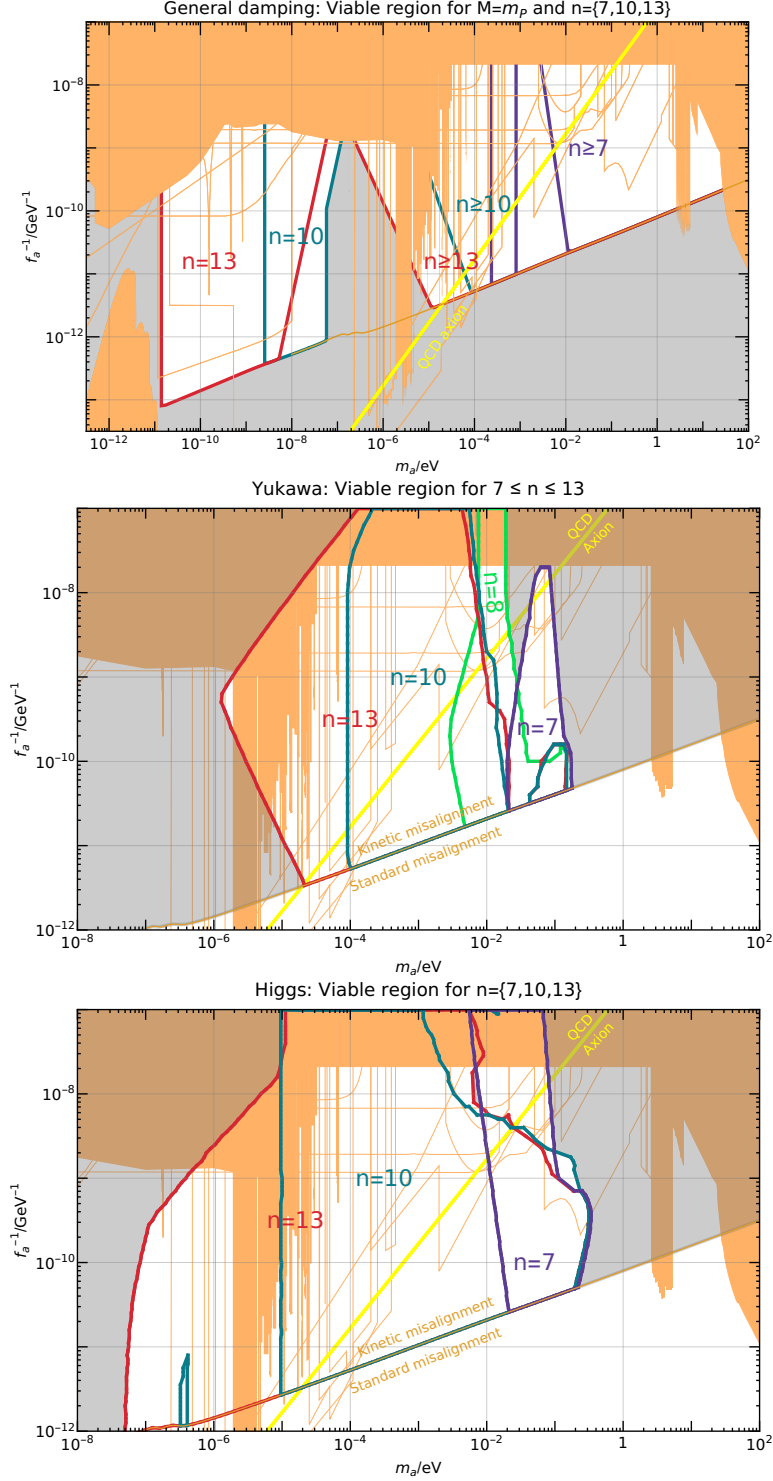 General damping: Viable region for M=m_P and n={7,10,13}
10⁻⁸
10⁻¹⁰
10⁻¹²
f_a⁻¹/GeV⁻¹
n≥7
n≥10
n=10
n=13
n≥13
QCD axion
10⁻¹² 10⁻¹⁰ 10⁻⁸ 10⁻⁶ 10⁻⁴ 10⁻² 1 10²
m_a/eV
Yukawa: Viable region for 7 ≤ n ≤ 13
QCD
Axion
10⁻⁸
10⁻¹⁰
10⁻¹²
f_a⁻¹/GeV⁻¹
n=8
n=10
n=13
n=7
Kinetic misalignment
Standard misalignment
10⁻⁸ 10⁻⁶ 10⁻⁴ 10⁻² 1 10²
m_a/eV
Higgs: Viable region for n={7,10,13}
QCD
Axion
10⁻⁸
10⁻¹⁰
10⁻¹²
f_a⁻¹/GeV⁻¹
n=10
n=13
n=7
Kinetic misalignment
Standard misalignment
10⁻⁸ 10⁻⁶ 10⁻⁴ 10⁻² 1 10²
m_a/eV